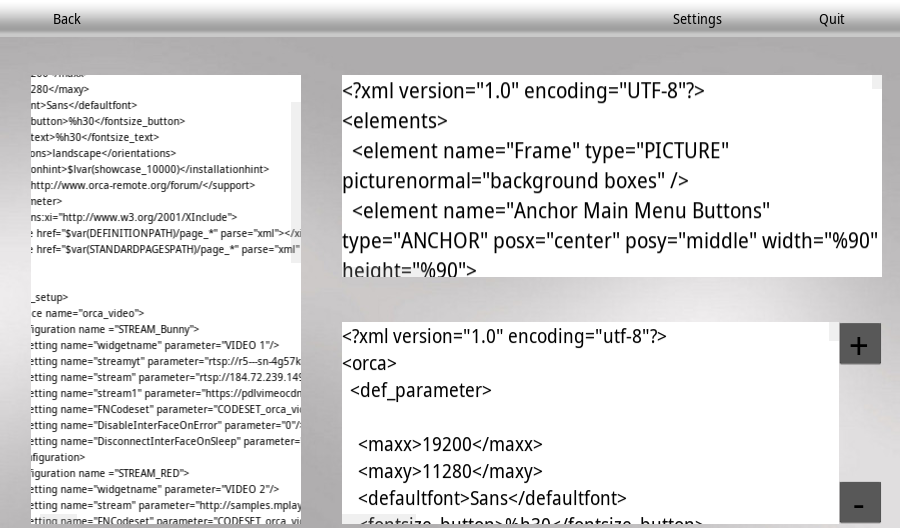 Back
Settings
Quit
280</maxy>
nt>Sans</defaultfont>
button>%h30</fontsize_button>
text>%h30</fontsize_text>
ons>landscape</orientations>
onhint>$lvar(showcase_10000)</installationhint>
http://www.orca-remote.org/forum/</support>
meter>
ns:xi="http://www.w3.org/2001/XInclude">
href="$var(DEFINITIONPATH)/page_*" parse="xml"></xi
href="$var(STANDARDPAGESPATH)/page_*" parse="xml"
_setup>
ce name="orca_video">
figuration name ="STREAM_Bunny">
etting name="widgetname" parameter="VIDEO 1"/>
etting name="streamyt" parameter="rtsp://r5---sn-4g57k
etting name="stream" parameter="rtsp://184.72.239.149
etting name="stream1" parameter="https://pdlvimeocdn
etting name="FNCodeset" parameter="CODESET_orca_vi
etting name="DisableInterFaceOnError" parameter="0"/>
etting name="DisconnectInterFaceOnSleep" parameter=
nfiguration>
figuration name ="STREAM_RED">
etting name="widgetname" parameter="VIDEO 2"/>
etting name="stream" parameter="http://samples.mplay
etting name="FNCodeset" parameter="CODESET_orca_vi
<?xml version="1.0" encoding="UTF-8"?>
<elements>
<element name="Frame" type="PICTURE"
picturenormal="background boxes" />
<element name="Anchor Main Menu Buttons"
type="ANCHOR" posx="center" posy="middle" width="%90"
height="%90">
<?xml version="1.0" encoding="utf-8"?>
<orca>
<def_parameter>
<maxx>19200</maxx>
<maxy>11280</maxy>
<defaultfont>Sans</defaultfont>
<fontsize_button>%h30</fontsize_button>
+
-